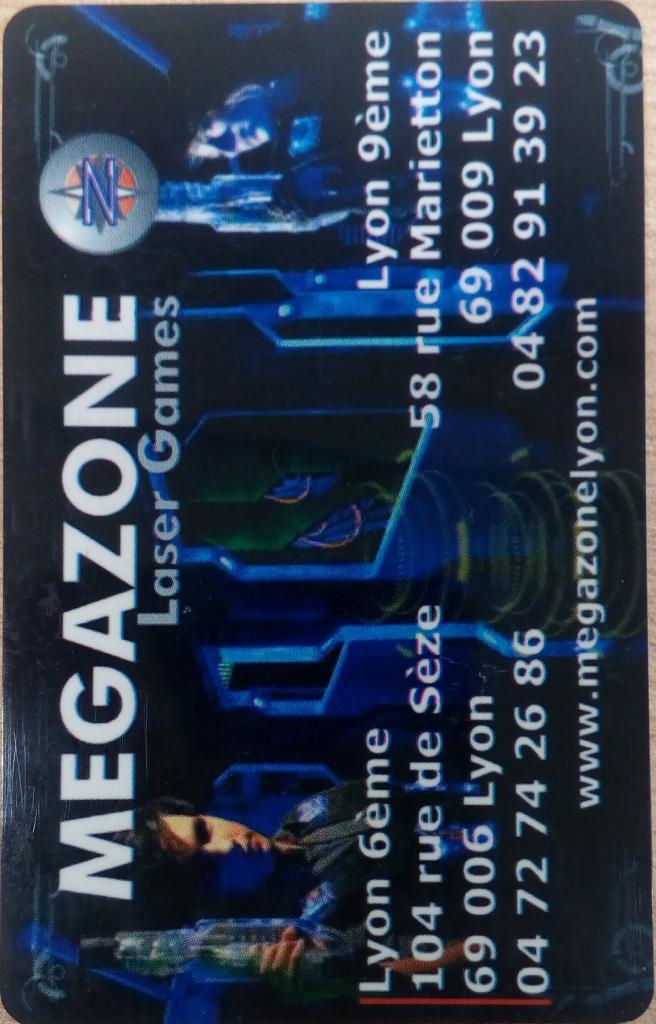 MEGAZONE
Laser Games
N
Lyon 6ème
104 rue de Sèze
69 006 Lyon
04 72 74 26 86
Lyon 9ème
58 rue Marietton
69 009 Lyon
04 82 91 39 23
www.megazonelyon.com